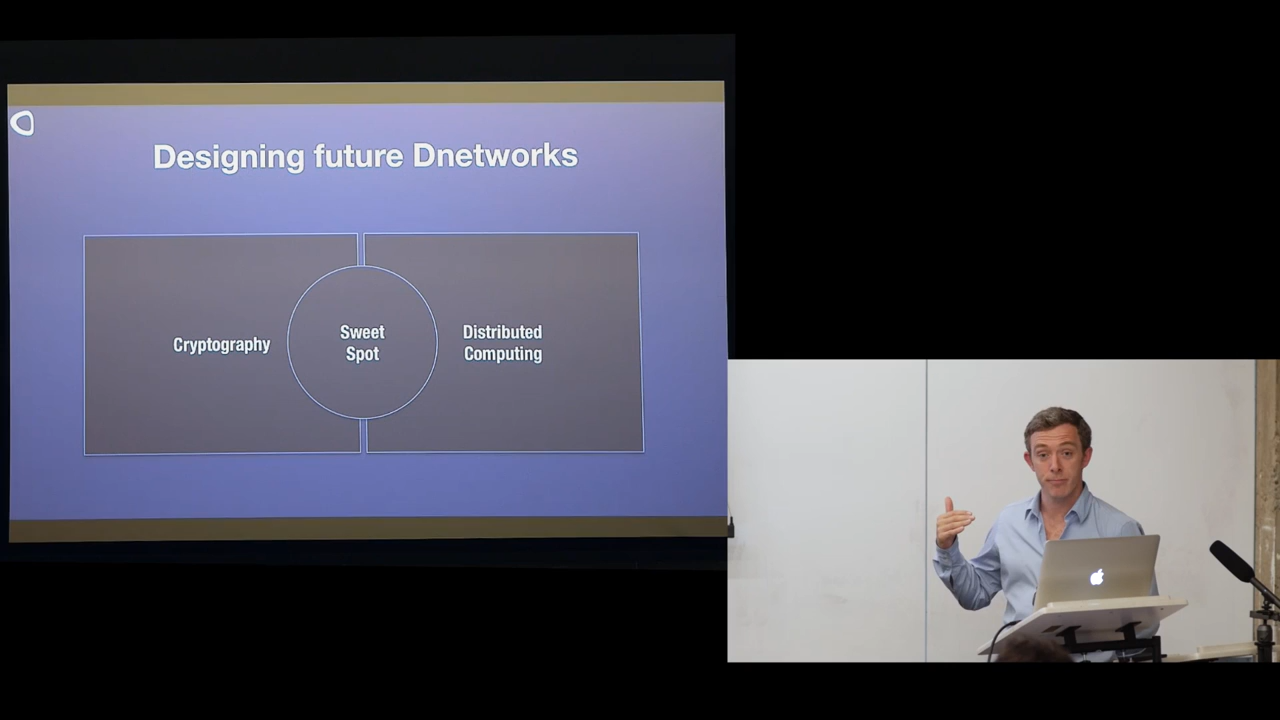 Designing future Dnetworks
Cryptography
Sweet
Spot
Distributed
Computing